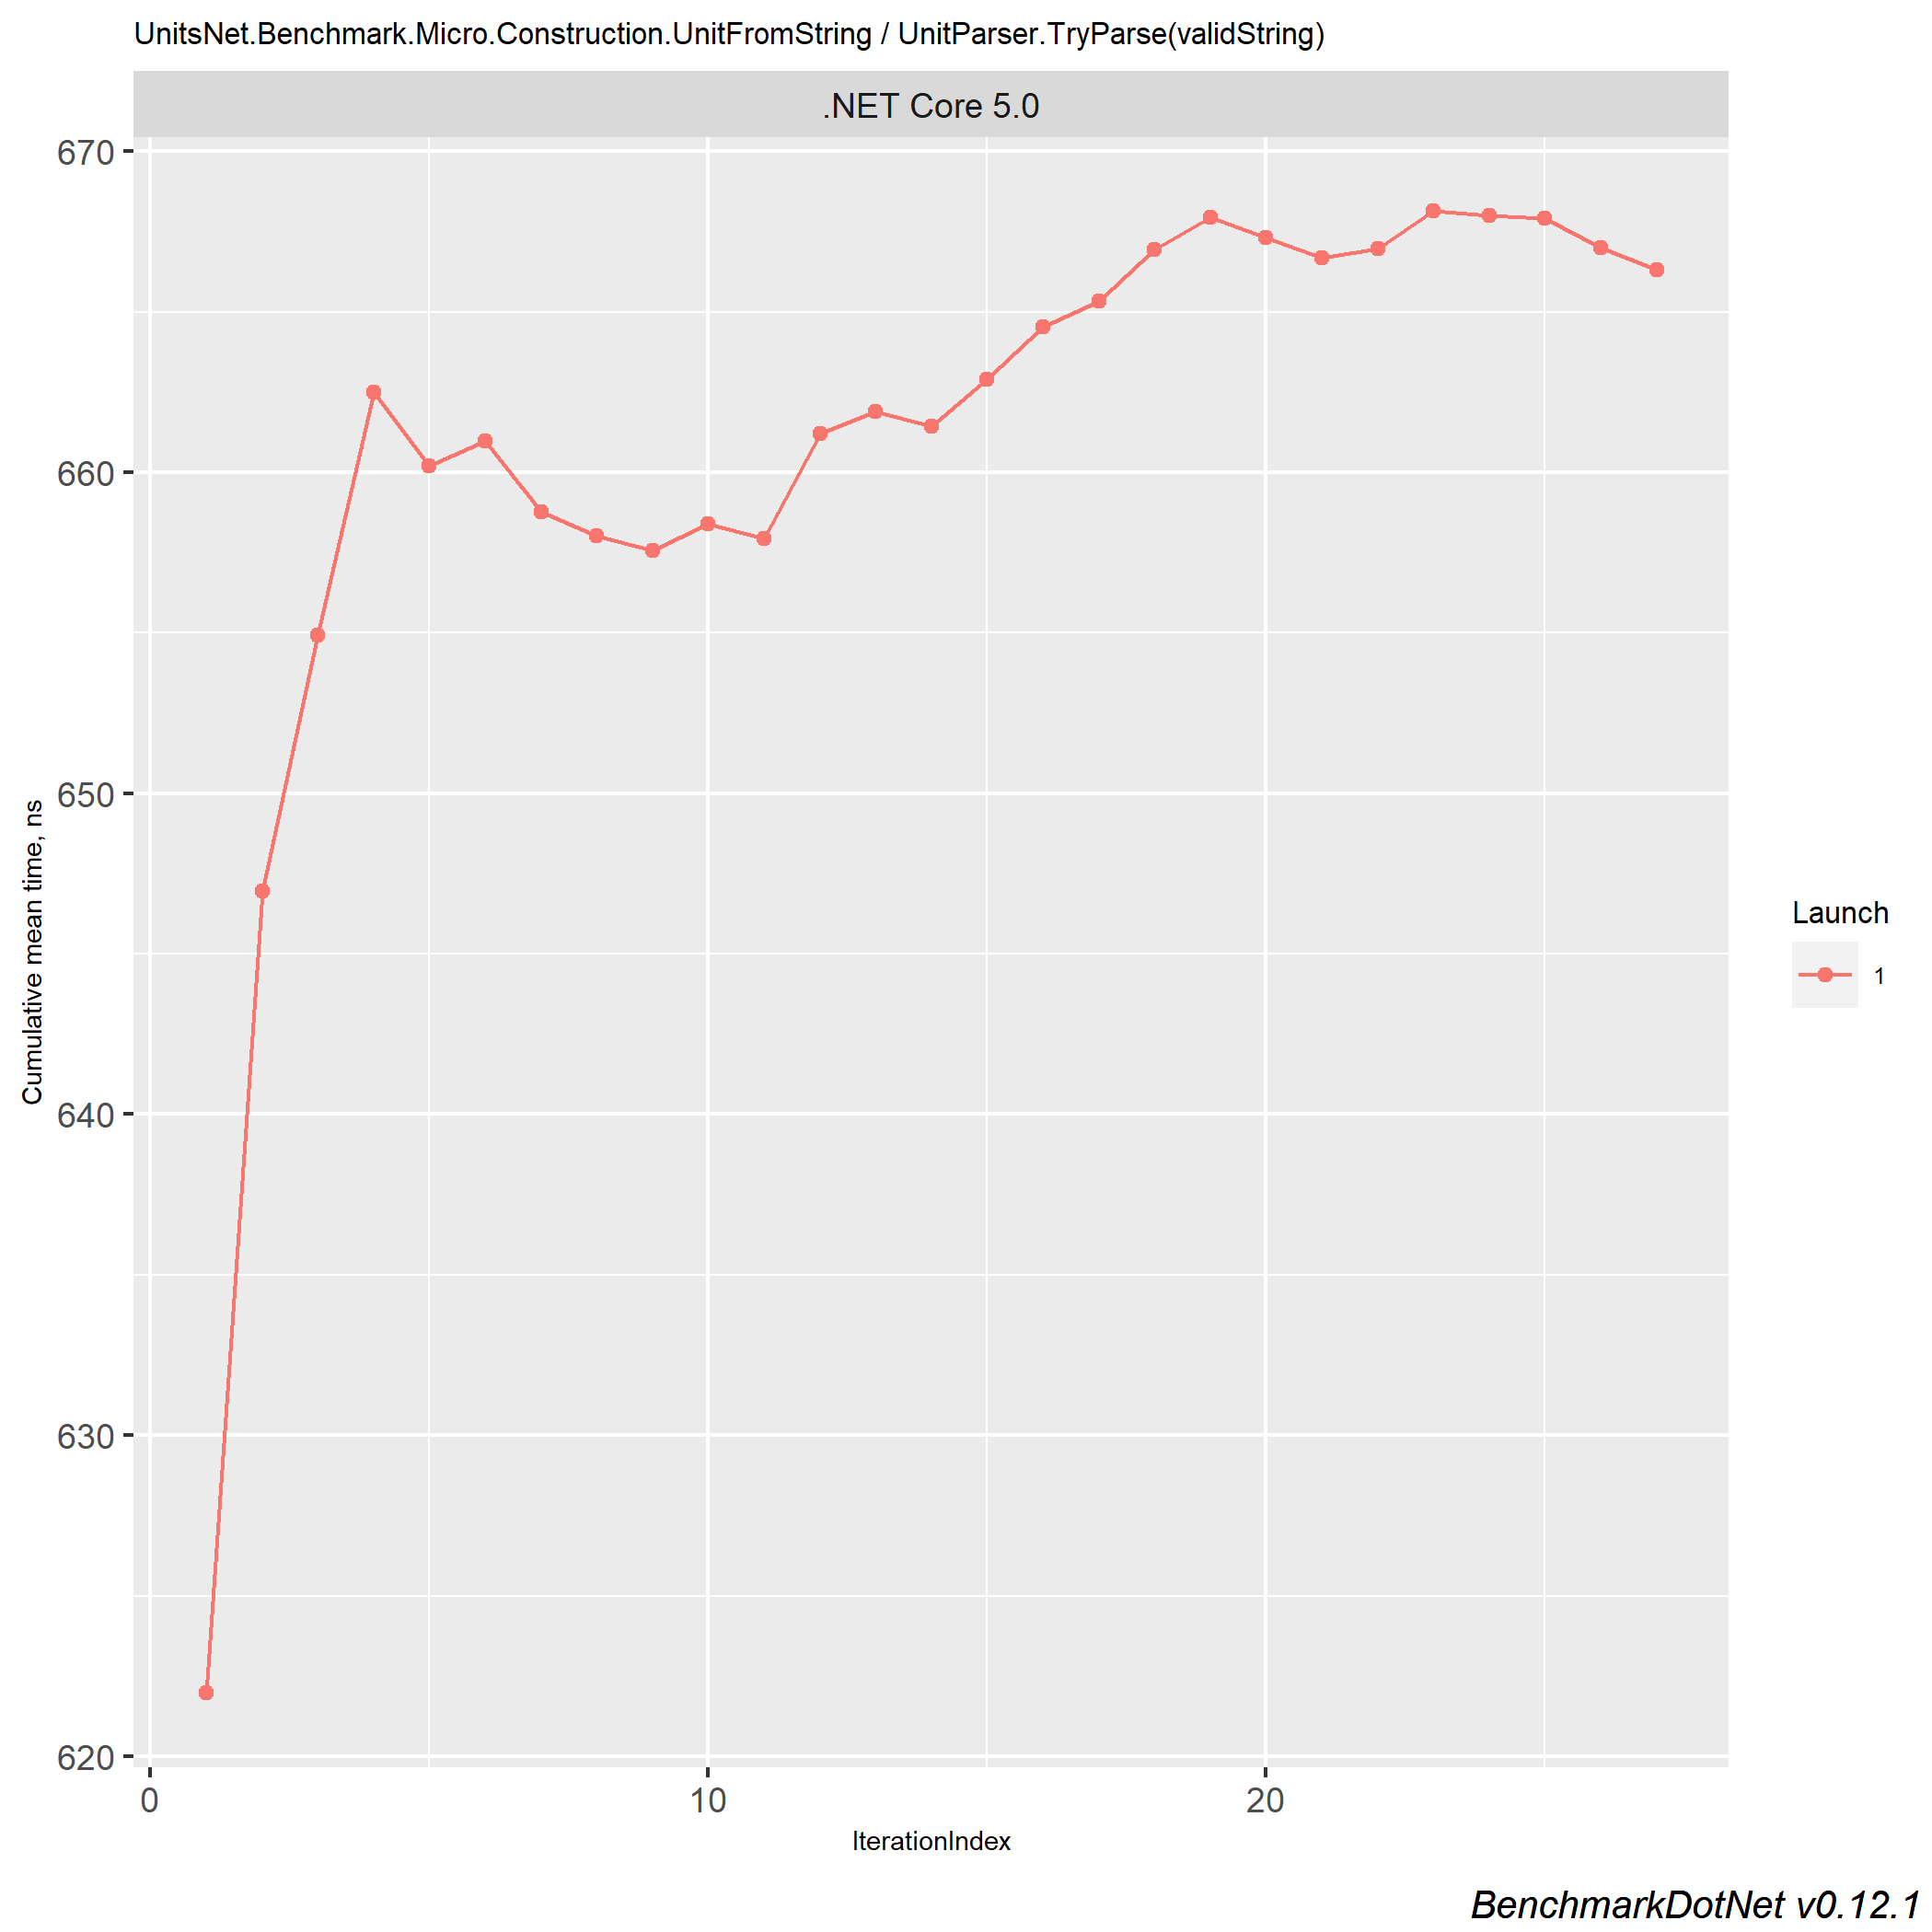 UnitsNet.Benchmark.Micro.Construction.UnitFromString / UnitParser.TryParse(validString)
.NET Core 5.0
670
660
650
640
630
620
Cumulative mean time, ns
0 10 20
IterationIndex
Launch
1
BenchmarkDotNet v0.12.1